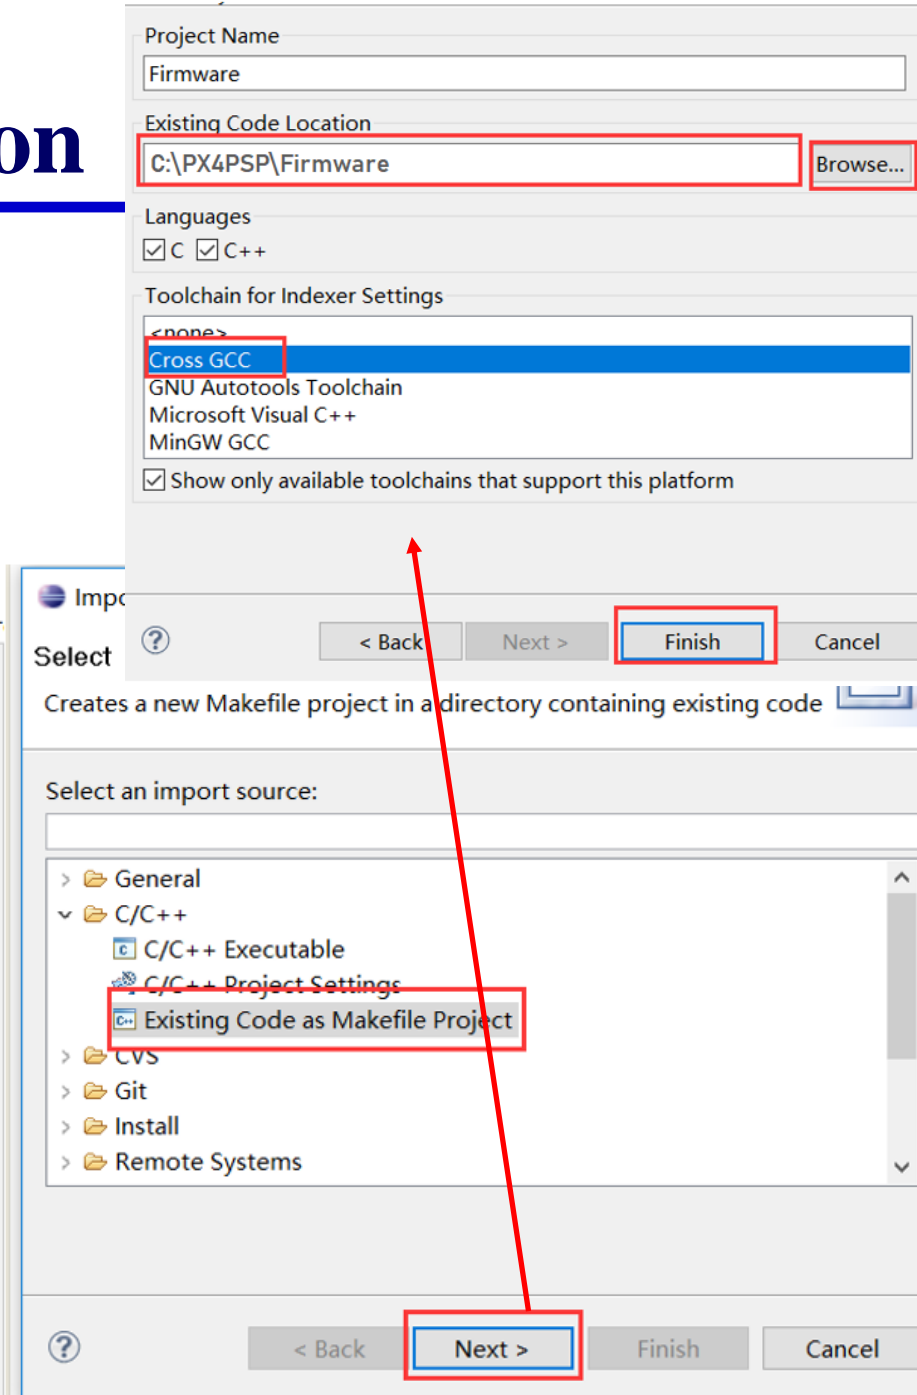 on
Project Name
Firmware
Existing Code Location
C:\PX4PSP\Firmware
Browse...
Languages
C C++
Toolchain for Indexer Settings
<none>
Cross GCC
GNU Autotools Toolchain
Microsoft Visual C++
MinGW GCC
Show only available toolchains that support this platform
< Back Next > Finish Cancel
Impo
Select
Creates a new Makefile project in a directory containing existing code
Select an import source:
General
C/C++
C/C++ Executable
C/C++ Project Settings
Existing Code as Makefile Project
CVS
Git
Install
Remote Systems
< Back Next > Finish Cancel